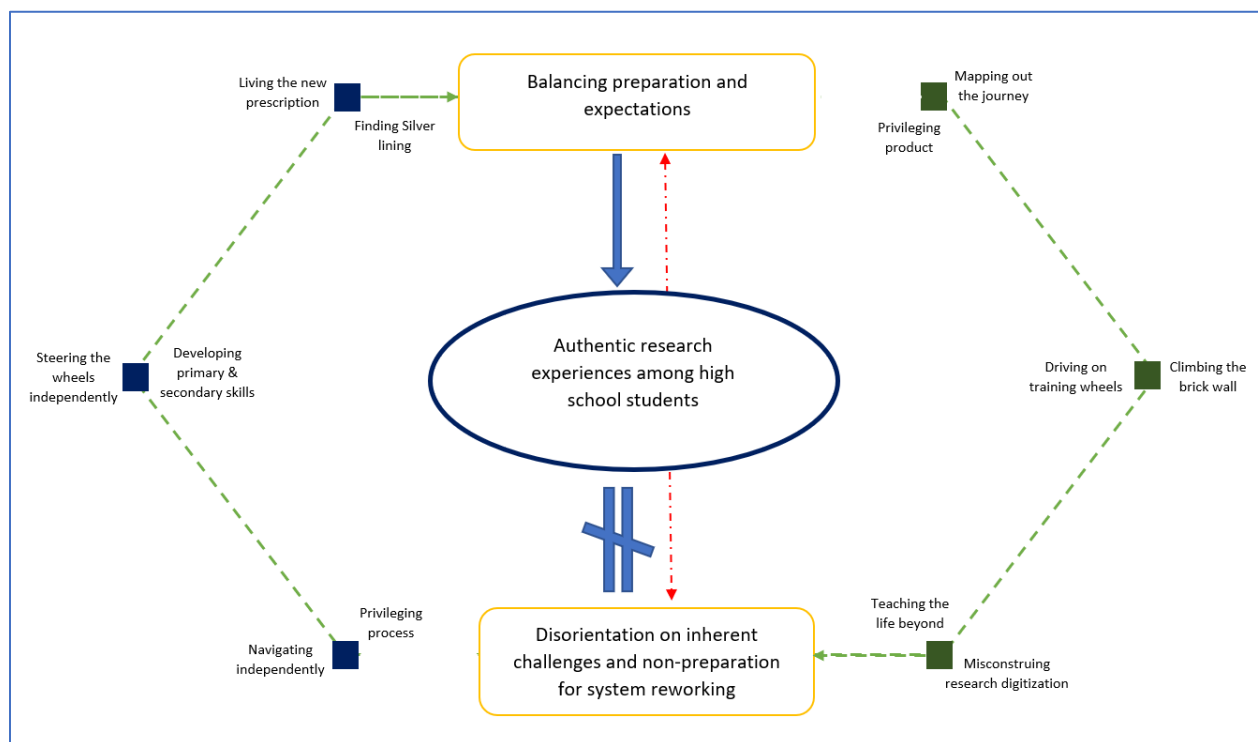 Balancing preparation and
expectations
Living the new
prescription
Finding Silver
lining
Mapping out
the journey
Privileging
product
Authentic research
experiences among high
school students
Steering the
wheels
independently
Developing
primary &
secondary skills
Driving on
training wheels
Climbing the
brick wall
Privileging
process
Navigating
independently
Disorientation on inherent
challenges and non-preparation
for system reworking
Teaching the
life beyond
Misconstruing
research digitization